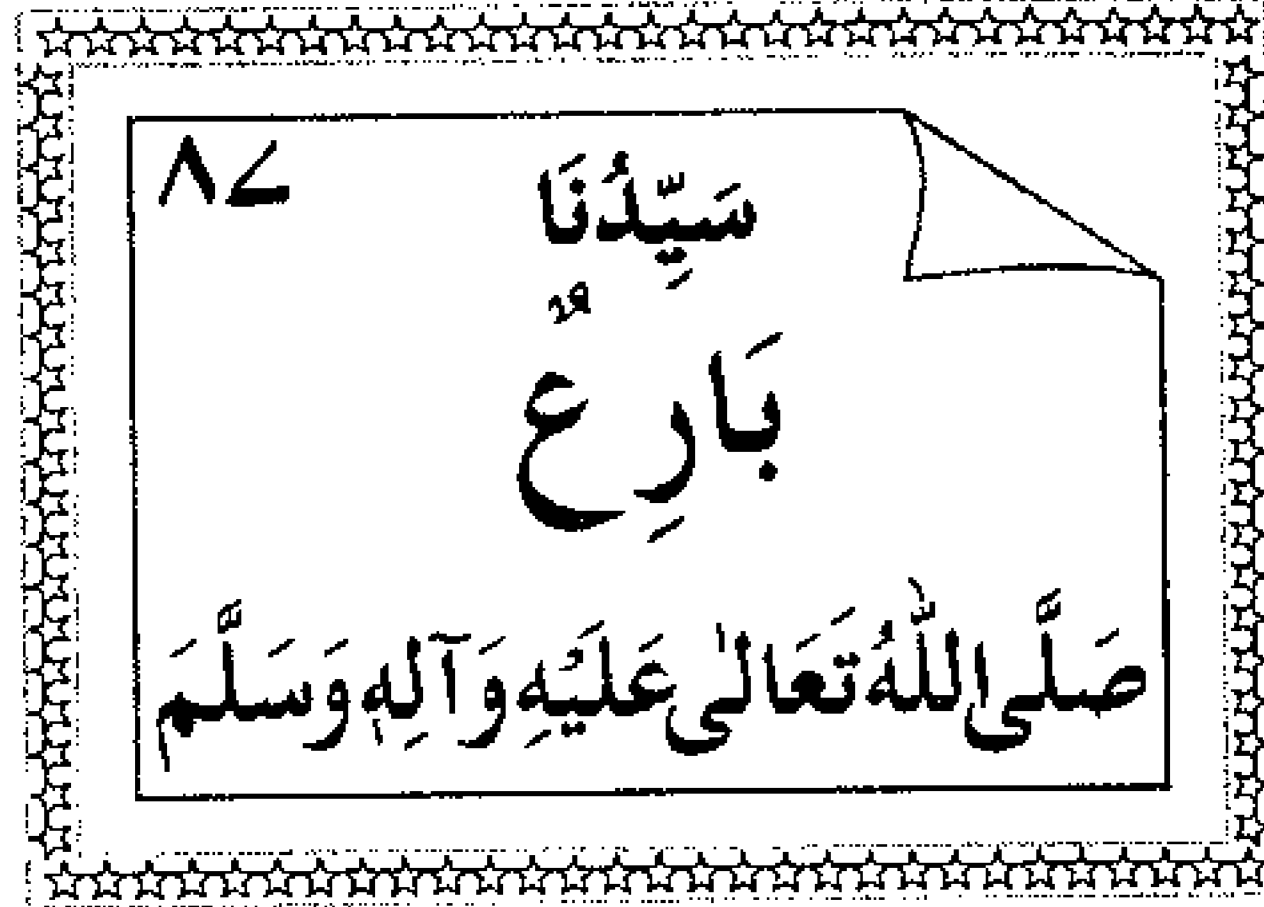 ۸۷
سَيِّدُنَا
بَارِعٌ
صَلَّى اللّٰهُ تَعَالٰى عَلَيْهِ وَآلِهٖ وَسَلَّمَ